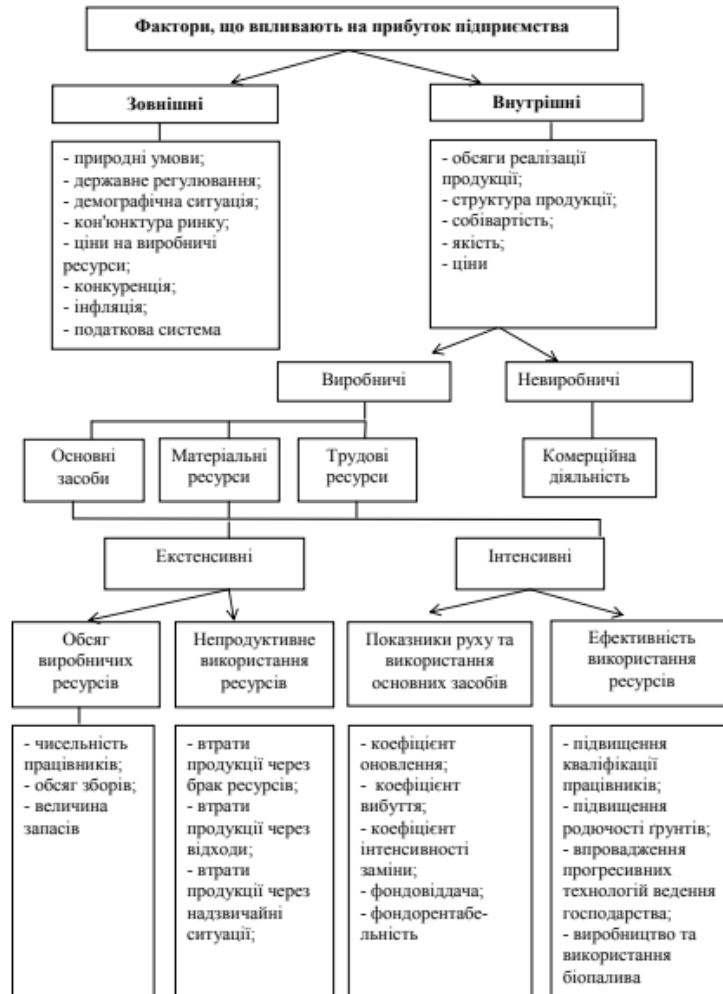 Фактори, що впливають на прибуток підприємства
Зовнішні
- природні умови;
- державне регулювання;
- демографічна ситуація;
- кон'юнктура ринку;
- ціни на виробничі
ресурси;
- конкуренція;
- інфляція;
- податкова система
Внутрішні
- обсяги реалізації
продукції;
- структура продукції;
- собівартість;
- якість;
- ціни
Виробничі
Невиробничі
Основні
засоби
Матеріальні
ресурси
Трудові
ресурси
Комерційна
діяльність
Екстенсивні
Інтенсивні
Обсяг
виробничих
ресурсів
Непродуктивне
використання
ресурсів
Показники руху та
використання
основних засобів
Ефективність
використання
ресурсів
- чисельність
працівників;
- обсяг зборів;
- величина
запасів
- втрати
продукції через
брак ресурсів;
- втрати
продукції через
відходи;
- втрати
продукції через
надзвичайні
ситуації;
- коефіцієнт
оновлення;
- коефіцієнт
вибуття;
- коефіцієнт
інтенсивності
заміни;
- фондовіддача;
- фондорентабе-
льність
- підвищення
кваліфікації
працівників;
- підвищення
родючості ґрунтів;
- впровадження
прогресивних
технологій ведення
господарства;
- виробництво та
використання
біопалива